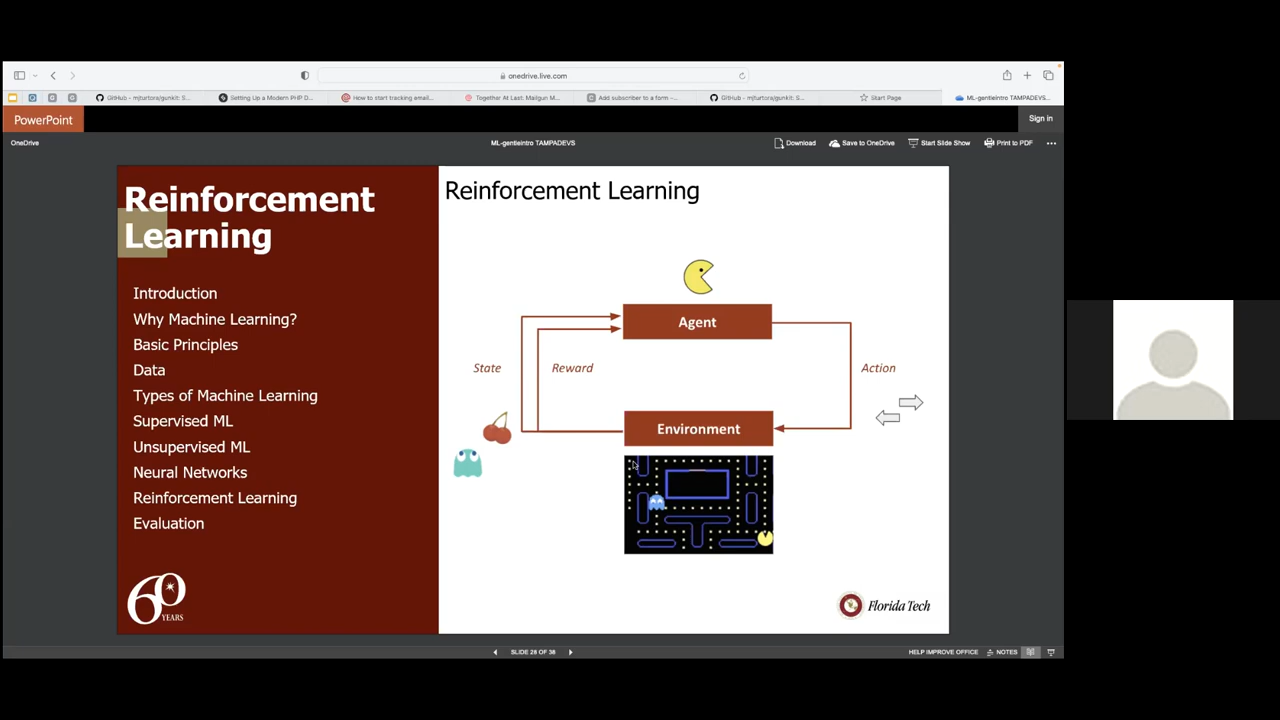 onedrive.live.com
GitHub - mjturtora/gunkit: S...
Setting Up a Modern PHP D...
How to start tracking email...
Together At Last: Mailgun M...
Add subscriber to a form -...
GitHub - mjturtora/gunkit: S...
Start Page
ML-gentleintro TAMPADEVS...
PowerPoint
Sign in
OneDrive
ML-gentleintro TAMPADEVS
Download
Save to OneDrive
Start Slide Show
Print to PDF
Reinforcement
Learning
Introduction
Why Machine Learning?
Basic Principles
Data
Types of Machine Learning
Supervised ML
Unsupervised ML
Neural Networks
Reinforcement Learning
Evaluation
60
YEARS
Reinforcement Learning
Agent
State
Reward
Action
Environment
Florida Tech
SLIDE 28 OF 38
HELP IMPROVE OFFICE
NOTES